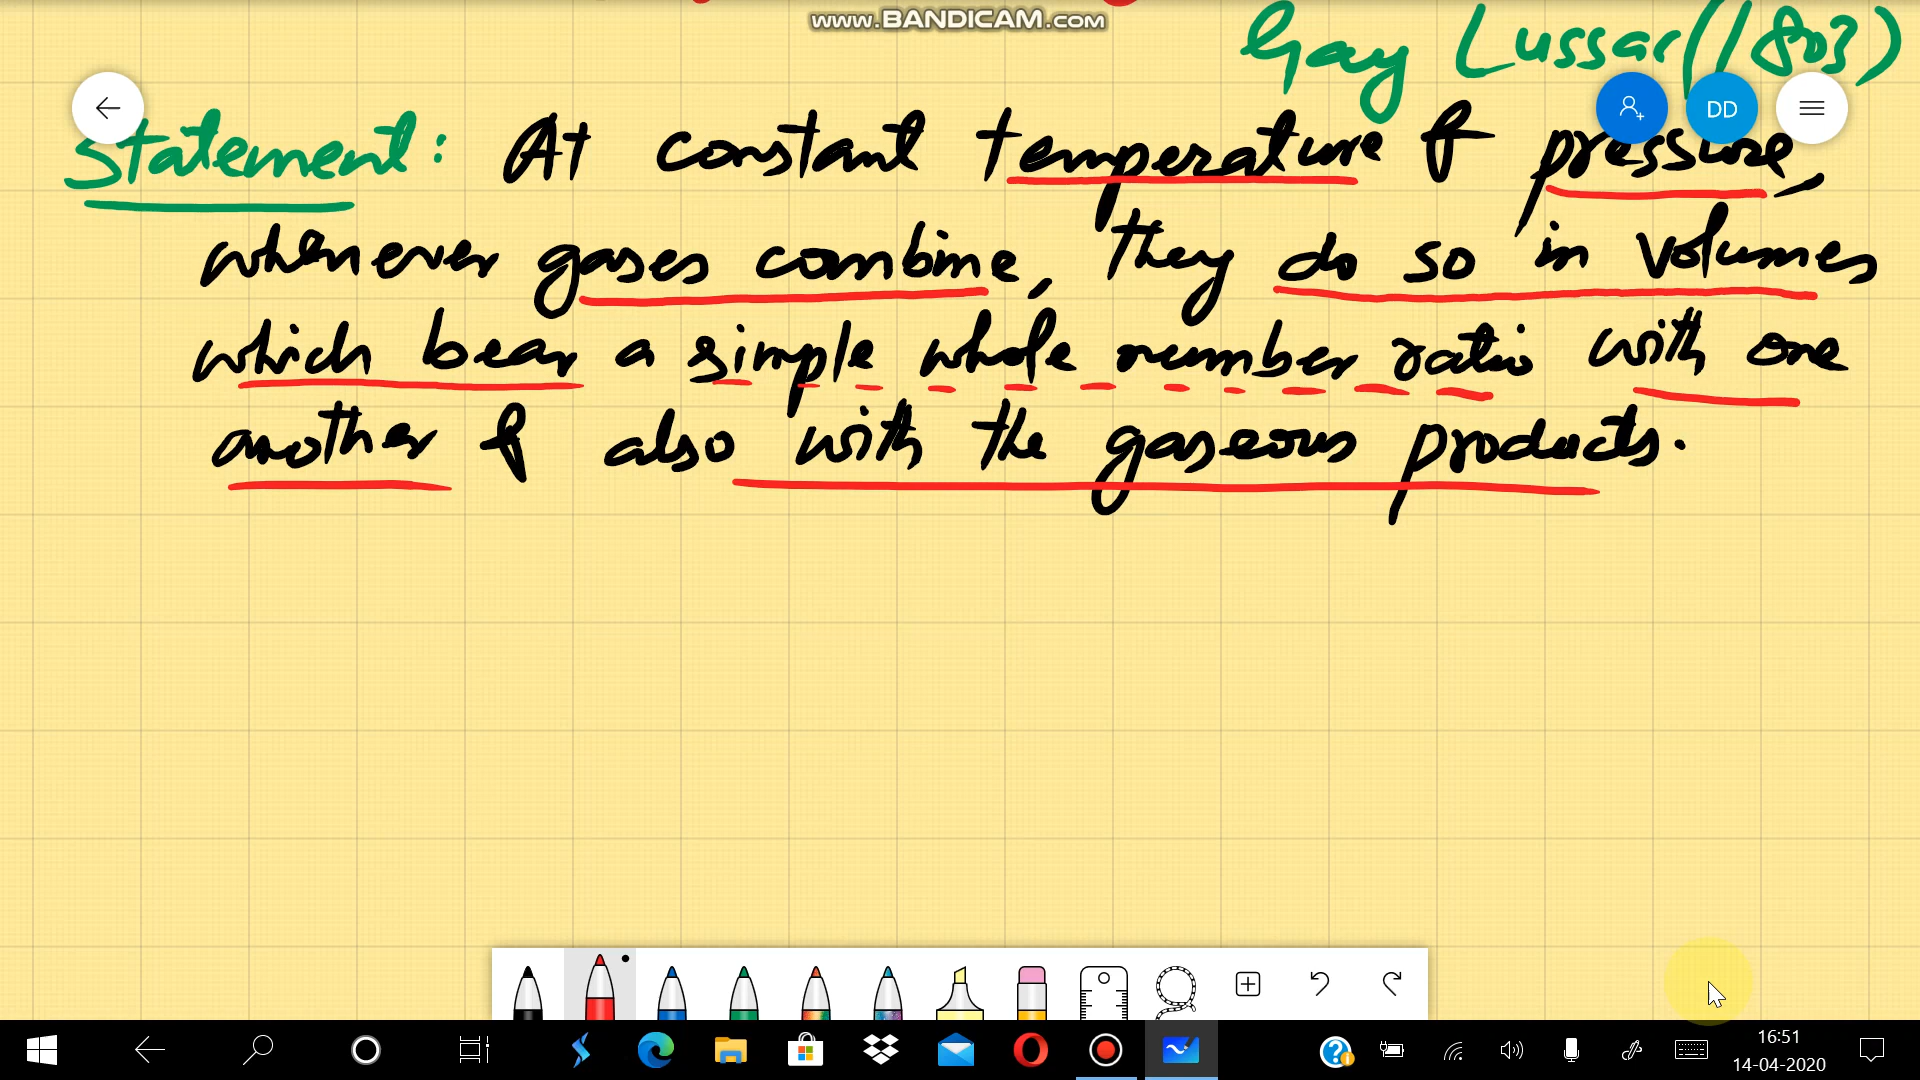 www.BANDICAM.com
Gay Lussac (1803)
DD
Statement: At constant temperature & pressure,
whenever gases combine, they do so in volumes
which bear a simple whole number ratio with one
another & also with the gaseous products.
16:51
14-04-2020